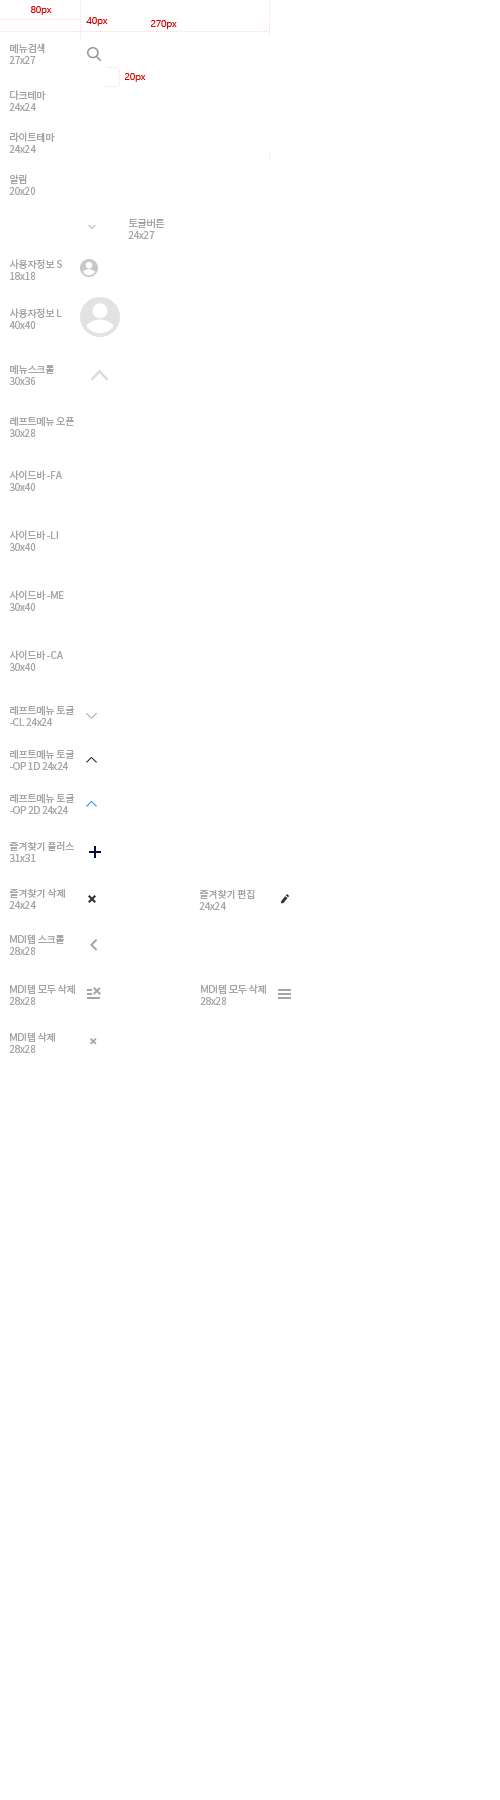 80px
40px
270px
메뉴검색
27x27
20px
다크테마
24x24
라이트테마
24x24
알림
20x20
토글버튼
24x27
사용자정보 S
18x18
사용자정보 L
40x40
메뉴스크롤
30x36
레프트메뉴 오픈
30x28
사이드바 -FA
30x40
사이드바 -LI
30x40
사이드바 -ME
30x40
사이드바 -CA
30x40
레프트메뉴 토글
-CL 24x24
레프트메뉴 토글
-OP 1D 24x24
레프트메뉴 토글
-OP 2D 24x24
즐겨찾기 플러스
31x31
즐겨찾기 삭제
24x24
즐겨찾기 편집
24x24
MDI템 스크롤
28x28
MDI템 모두 삭제
28x28
MDI템 모두 삭제
28x28
MDI템 삭제
28x28